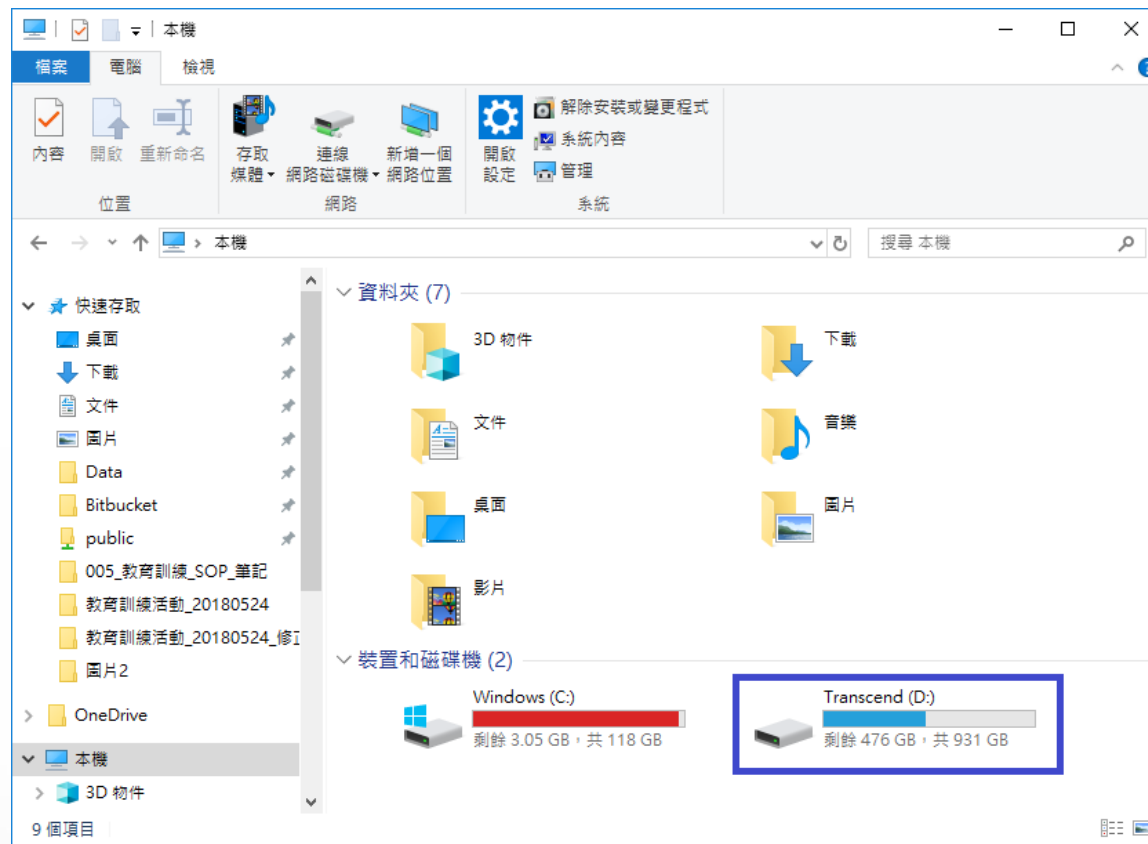 本機
檔案 電腦 檢視
內容
開啟
重新命名
存取
媒體
連線
網路磁碟機
新增一個
網路位置
開啟
設定
解除安裝或變更程式
系統內容
管理
位置
網路
系統
本機
搜尋 本機
快速存取
桌面
下載
文件
圖片
Data
Bitbucket
public
005_教育訓練_SOP_筆記
教育訓練活動_20180524
教育訓練活動_20180524_修正
圖片2
OneDrive
本機
3D 物件
資料夾 (7)
3D 物件
下載
文件
音樂
桌面
圖片
影片
裝置和磁碟機 (2)
Windows (C:)
剩餘 3.05 GB，共 118 GB
Transcend (D:)
剩餘 476 GB，共 931 GB
9 個項目